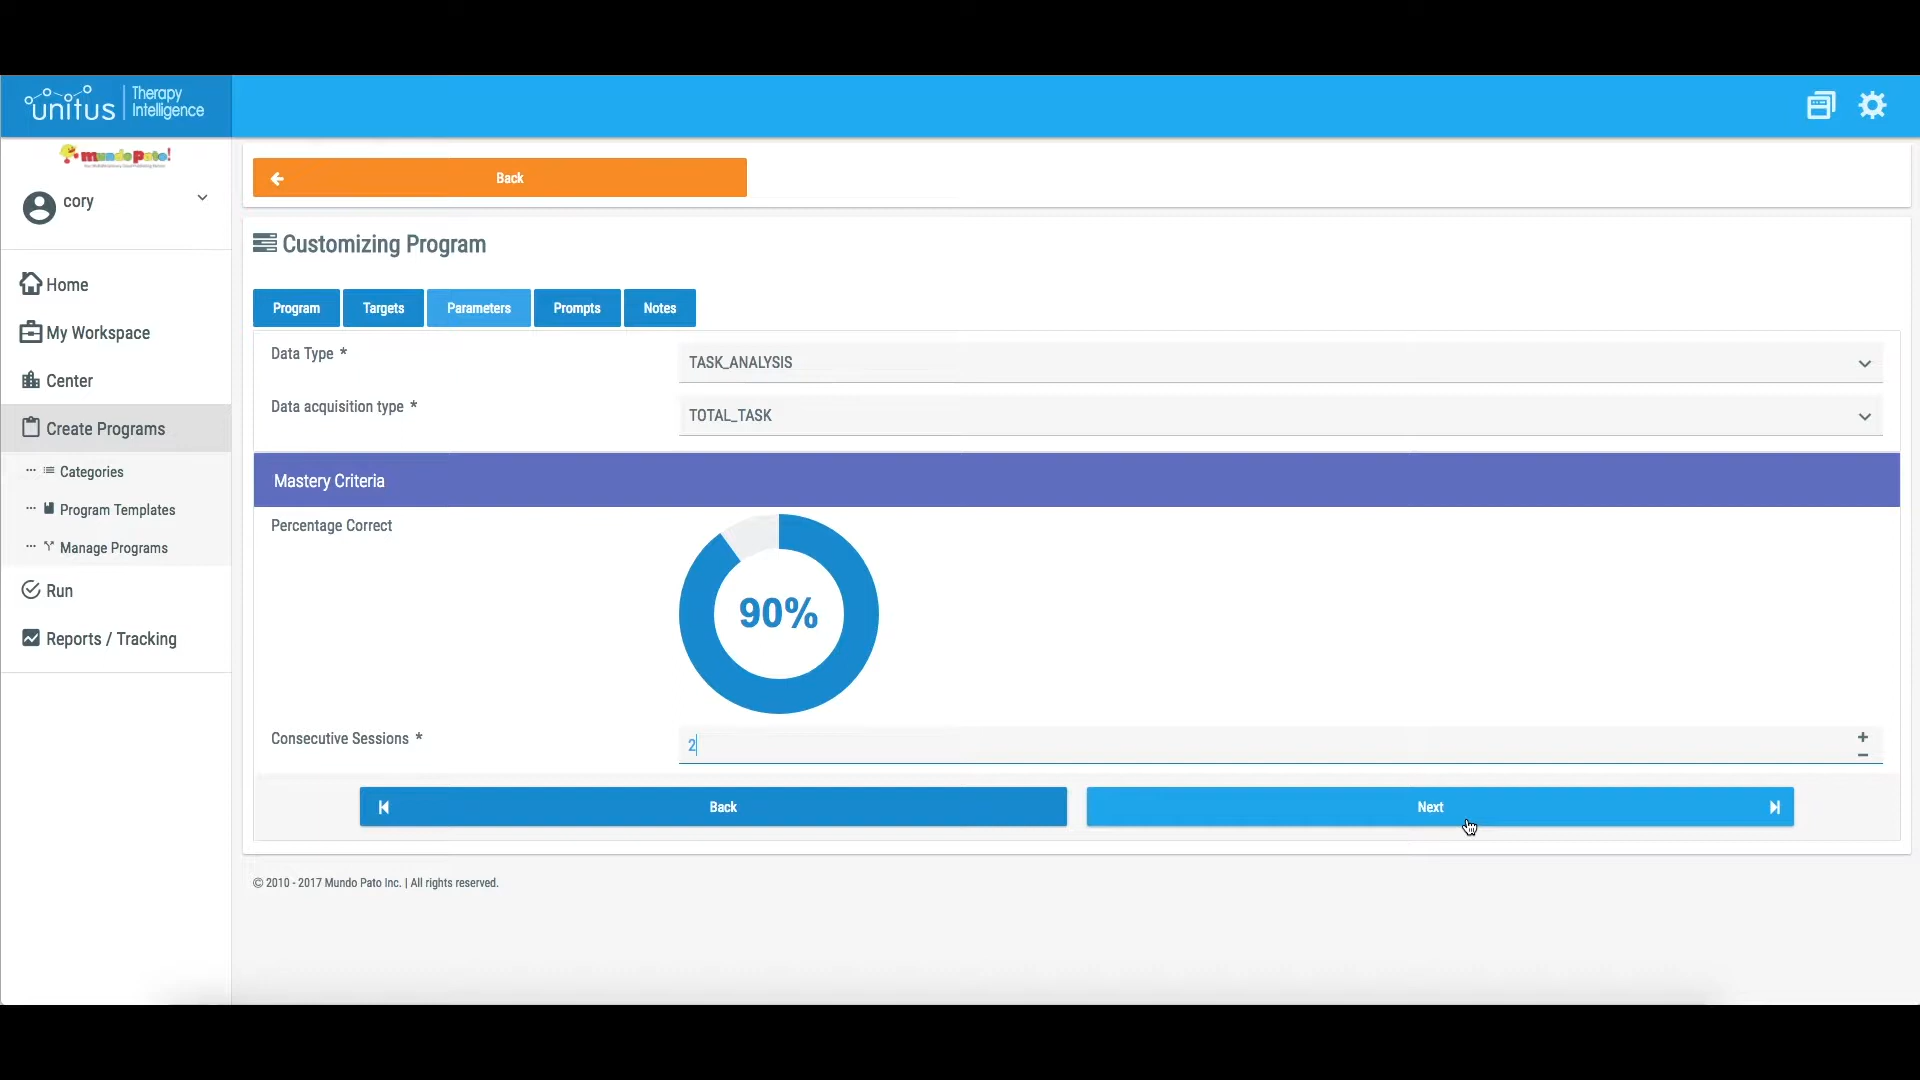 unitus
Therapy
Intelligence
mundo Pato!
cory
Home
My Workspace
Center
Create Programs
Categories
Program Templates
Manage Programs
Run
Reports / Tracking
Back
Customizing Program
Program
Targets
Parameters
Prompts
Notes
Data Type *
TASK_ANALYSIS
Data acquisition type *
TOTAL_TASK
Mastery Criteria
Percentage Correct
90%
Consecutive Sessions *
2
Back
Next
© 2010 - 2017 Mundo Pato Inc. | All rights reserved.